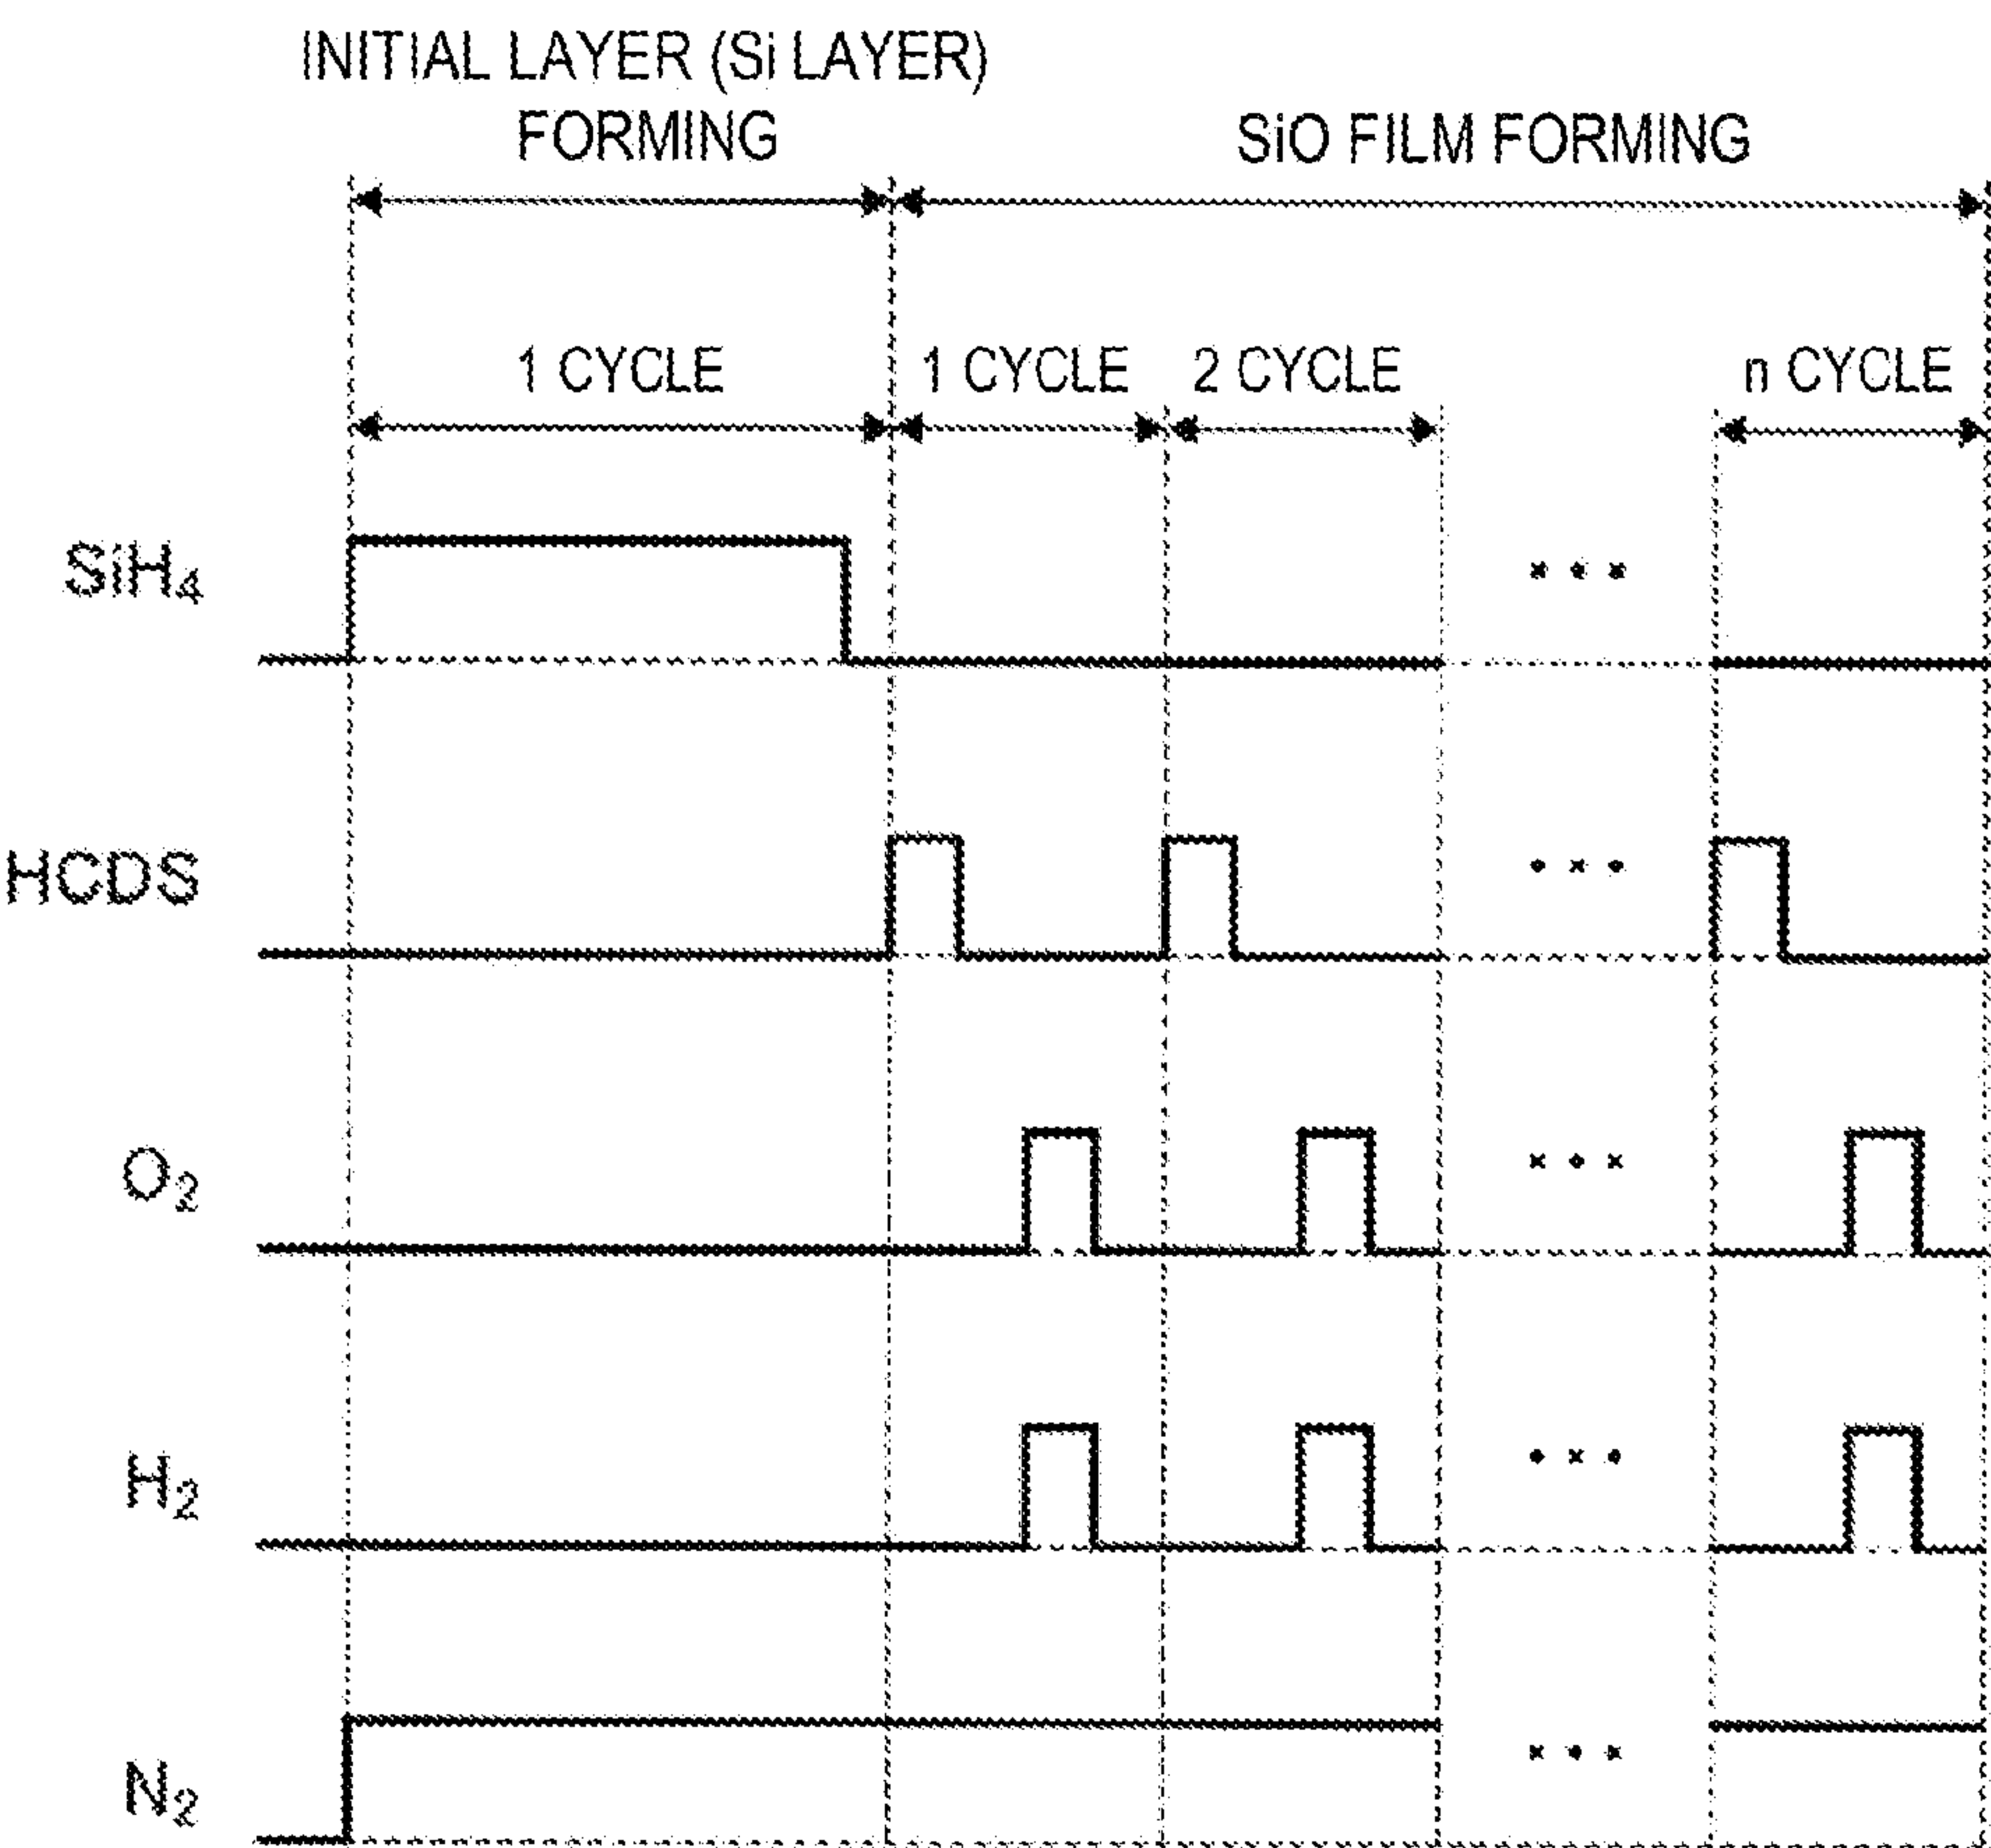 INITIAL LAYER (Si LAYER)
FORMING
SiO FILM FORMING
1 CYCLE
1 CYCLE
2 CYCLE
n CYCLE
SiH₄
HCDS
O₂
H₂
N₂